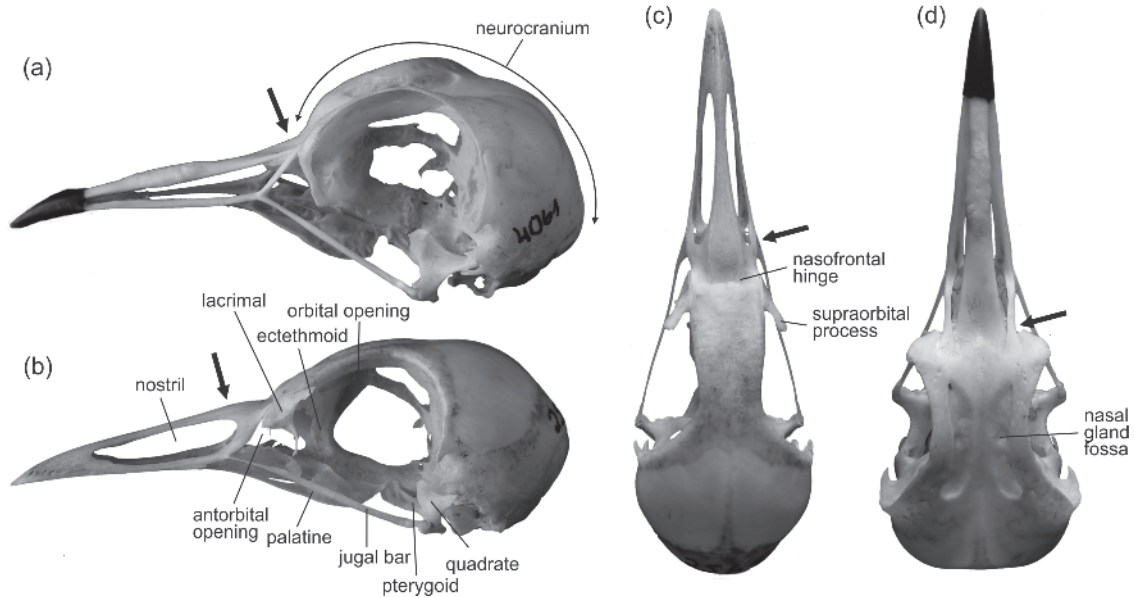 (a)
neurocranium
4061
(b)
nostril
lacrimal
ectethmoid
orbital opening
antorbital
opening
palatine
jugal bar
pterygoid
quadrate
(c)
nasofrontal
hinge
supraorbital
process
(d)
nasal
gland
fossa